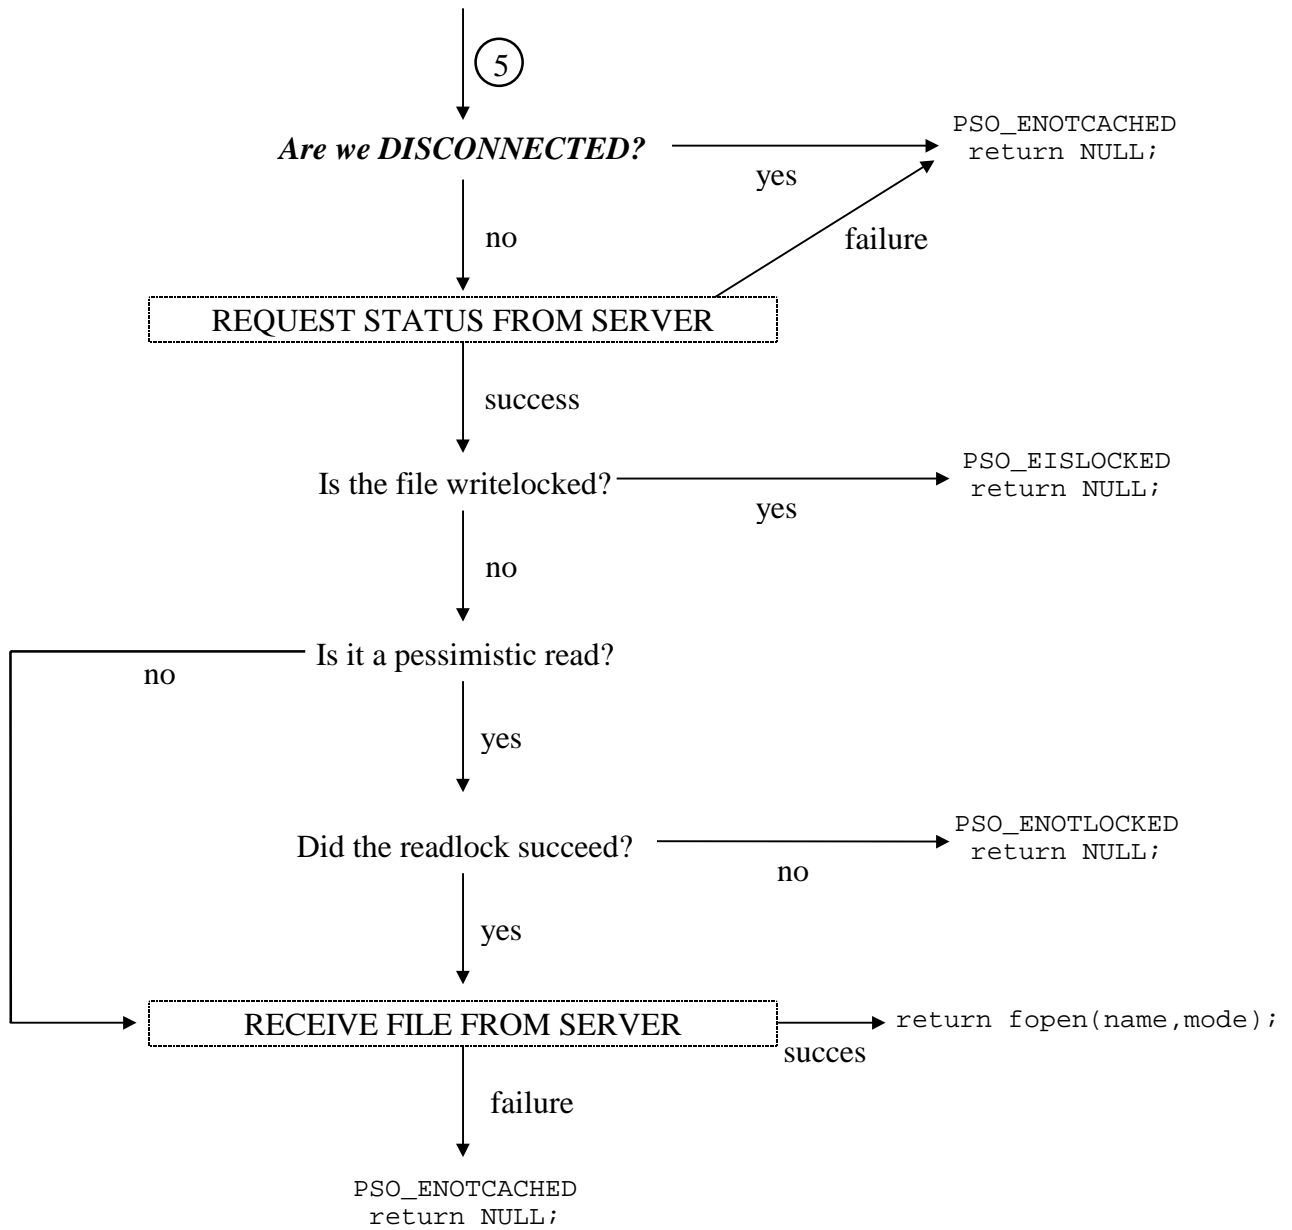 5
Are we DISCONNECTED?
yes
PSO_ENOTCACHED
return NULL;
no
failure
REQUEST STATUS FROM SERVER
success
Is the file writelocked?
yes
PSO_EISLOCKED
return NULL;
no
Is it a pessimistic read?
no
yes
Did the readlock succeed?
no
PSO_ENOTLOCKED
return NULL;
yes
RECEIVE FILE FROM SERVER
succes
return fopen(name,mode);
failure
PSO_ENOTCACHED
return NULL;